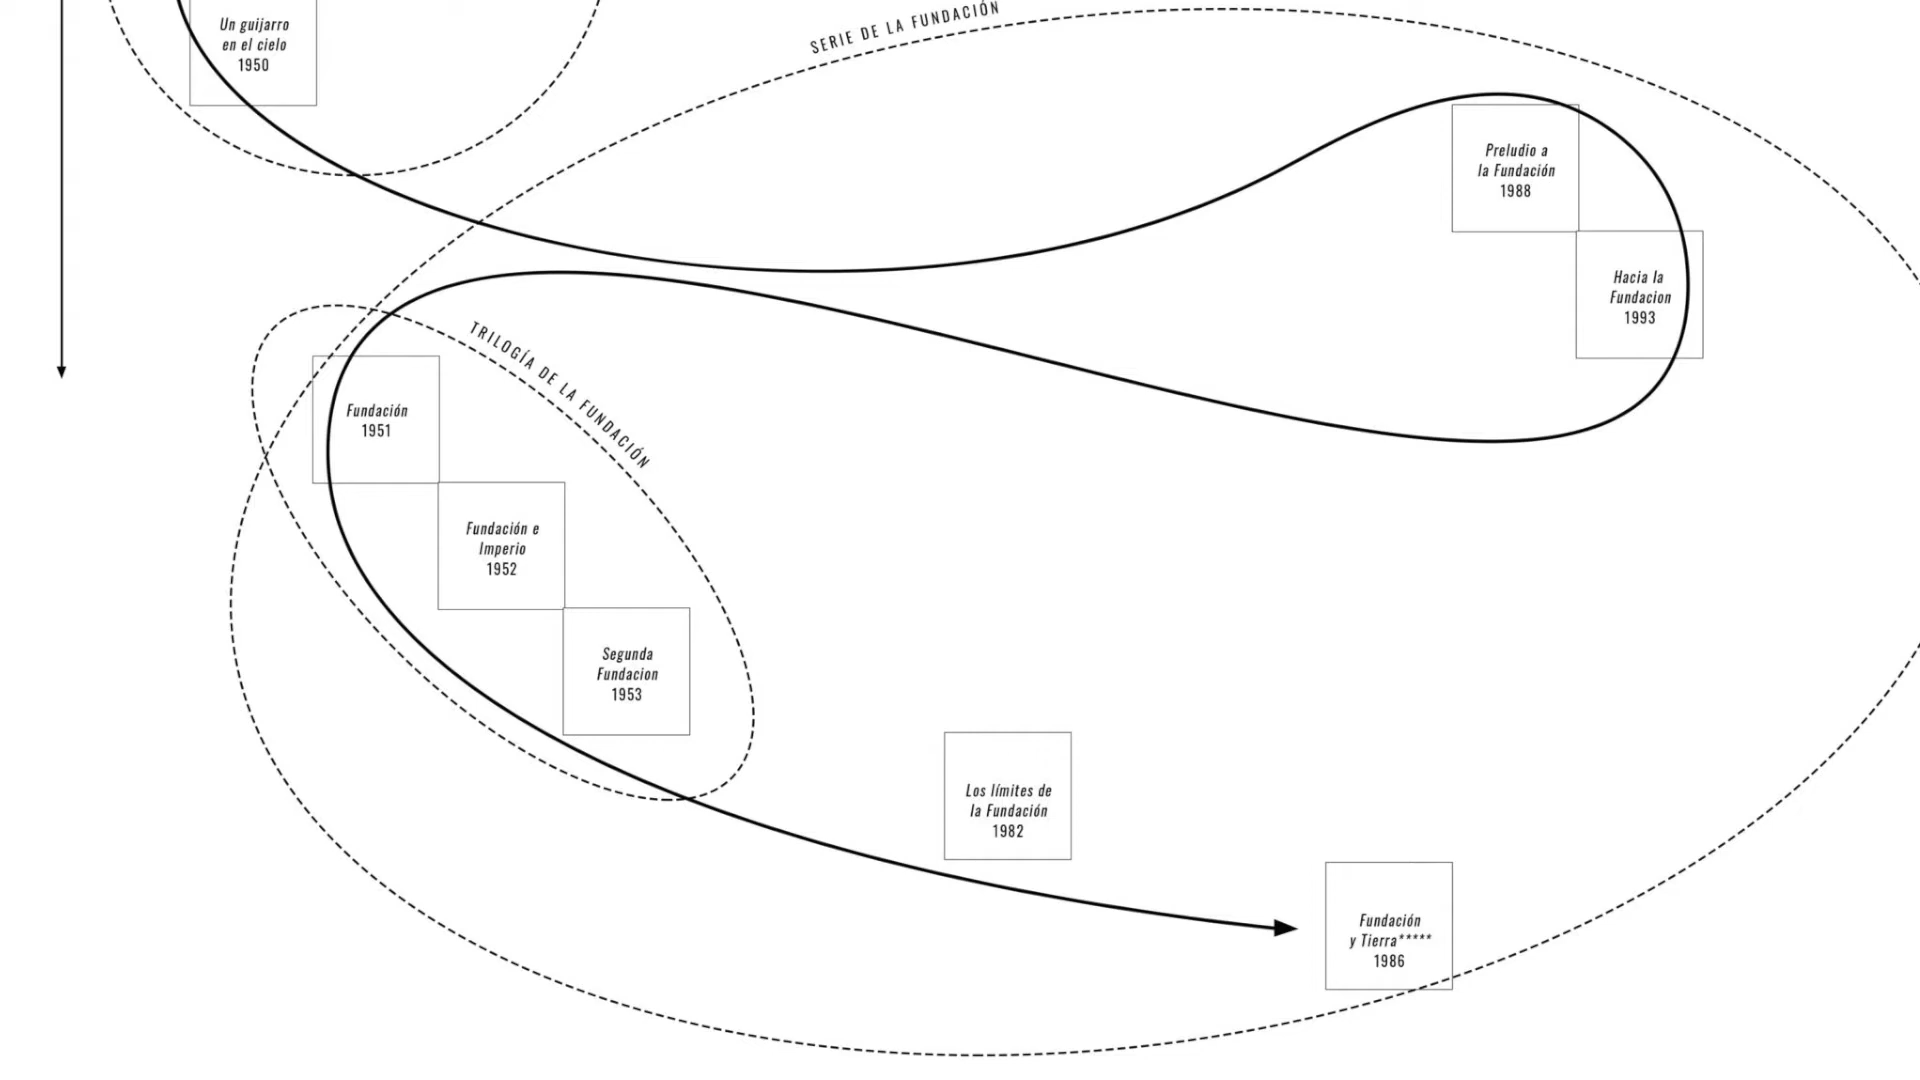 Un guijarro
en el cielo
1950
SERIE DE LA FUNDACIÓN
Preludio a
la Fundación
1988
Hacia la
Fundacion
1993
TRILOGÍA DE LA FUNDACIÓN
Fundación
1951
Fundación e
Imperio
1952
Segunda
Fundacion
1953
Los límites de
la Fundación
1982
Fundación
y Tierra*****
1986